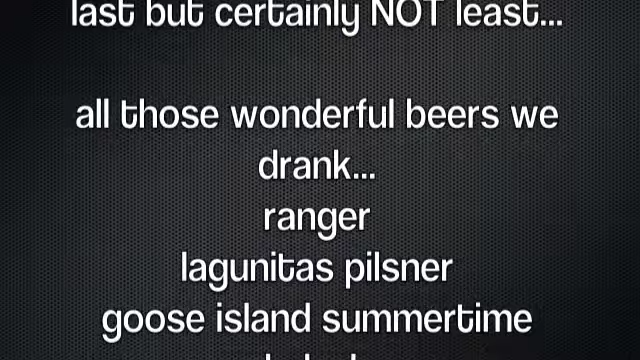 last but certainly NOT least...
all those wonderful beers we
drank...
ranger
lagunitas pilsner
goose island summertime